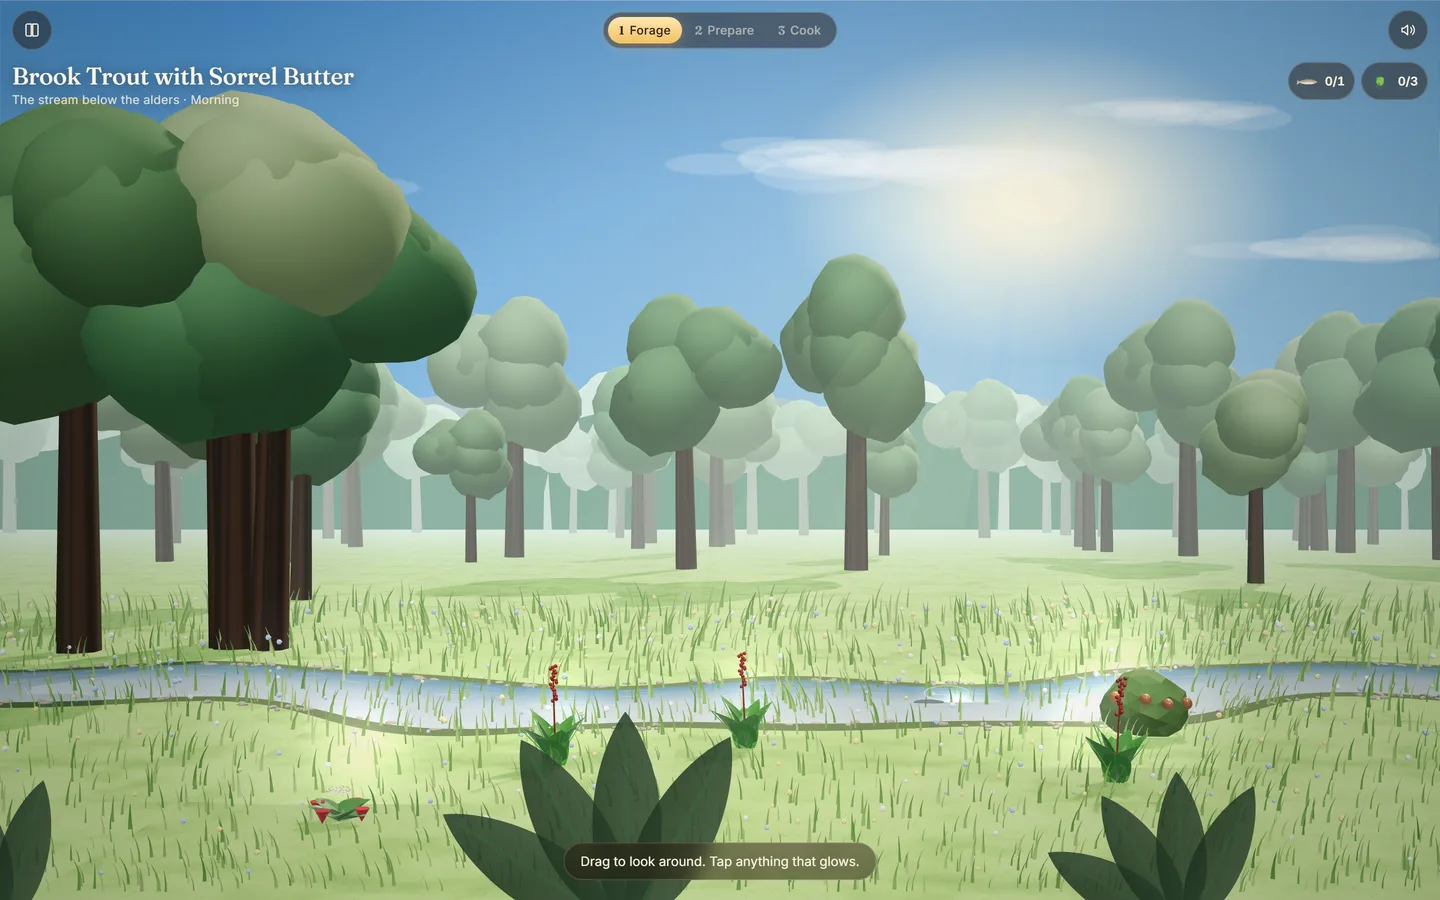 1 Forage 2 Prepare 3 Cook
Brook Trout with Sorrel Butter
The stream below the alders · Morning
0/1 0/3
Drag to look around. Tap anything that glows.